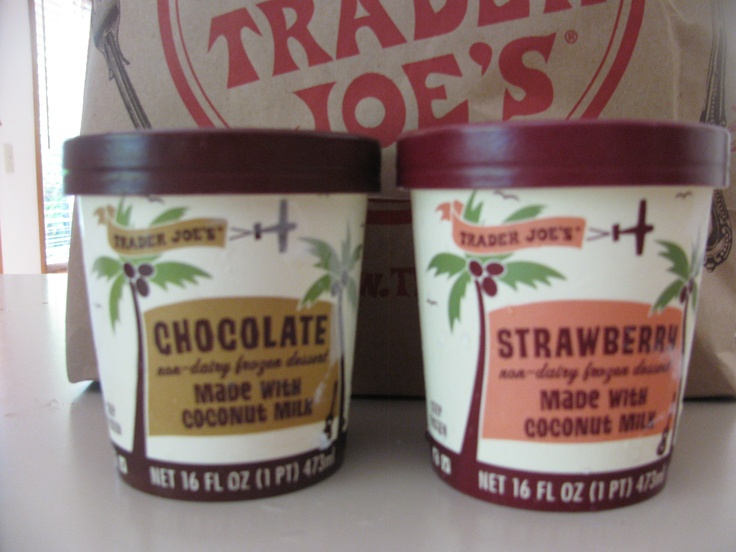 TRADER
JOE'S®
W.T
TRADER JOE'S
CHOCOLATE
non-dairy frozen dessert
MADE WITH
COCONUT MILK
NET 16 FL OZ (1 PT) 473ml
TRADER JOE'S
STRAWBERRY
non-dairy frozen dessert
MADE WITH
COCONUT MILK
NET 16 FL OZ (1 PT) 473ml